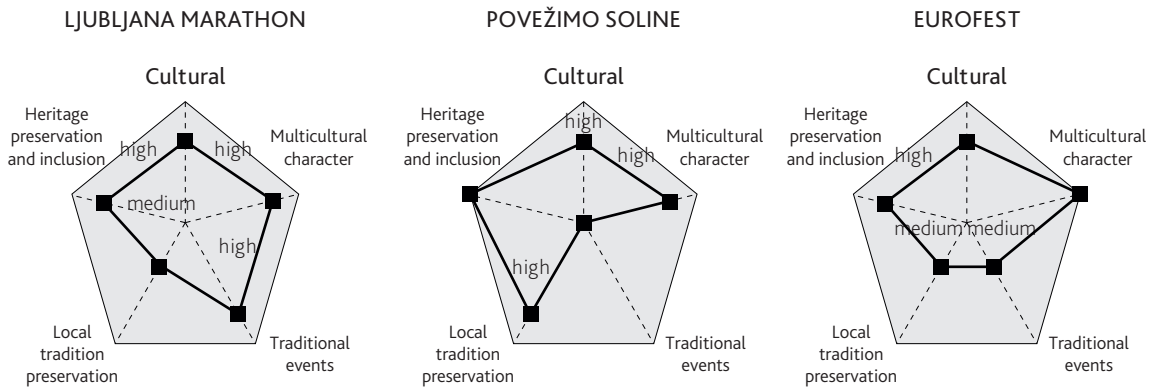 LJUBLJANA MARATHON
Cultural
Heritage
preservation
and inclusion
Multicultural
character
high
high
medium
high
Local
tradition
preservation
Traditional
events
POVEŽIMO SOLINE
Cultural
Heritage
preservation
and inclusion
Multicultural
character
high
high
high
Local
tradition
preservation
Traditional
events
EUROFEST
Cultural
Heritage
preservation
and inclusion
Multicultural
character
high
medium
medium
Local
tradition
preservation
Traditional
events